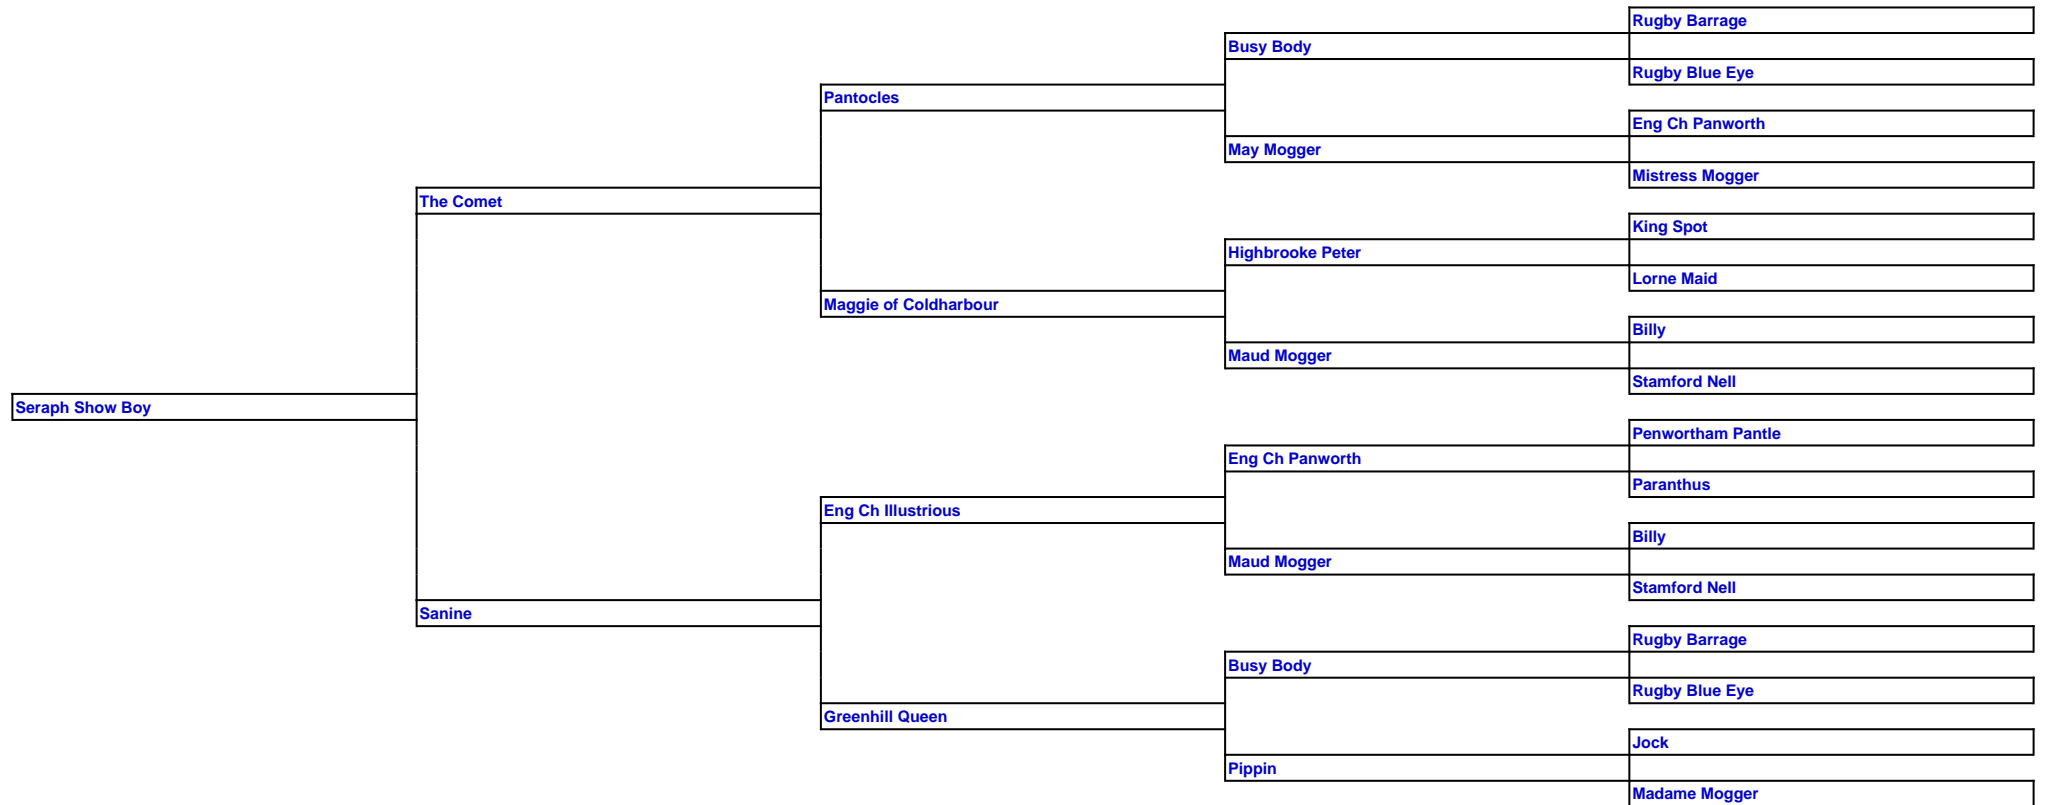 Rugby Barrage
Busy Body
Rugby Blue Eye
Pantocles
Eng Ch Panworth
May Mogger
Mistress Mogger
The Comet
King Spot
Highbrooke Peter
Lorne Maid
Maggie of Coldharbour
Billy
Maud Mogger
Stamford Nell
Seraph Show Boy
Penwortham Pantle
Eng Ch Panworth
Paranthus
Eng Ch Illustrious
Billy
Maud Mogger
Stamford Nell
Sanine
Rugby Barrage
Busy Body
Rugby Blue Eye
Greenhill Queen
Jock
Pippin
Madame Mogger